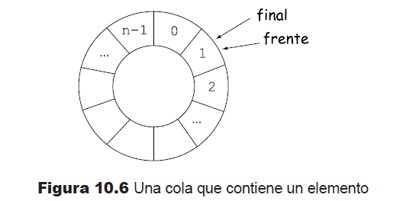 final
frente
n-1 0
... 1
2
...
Figura 10.6 Una cola que contiene un elemento